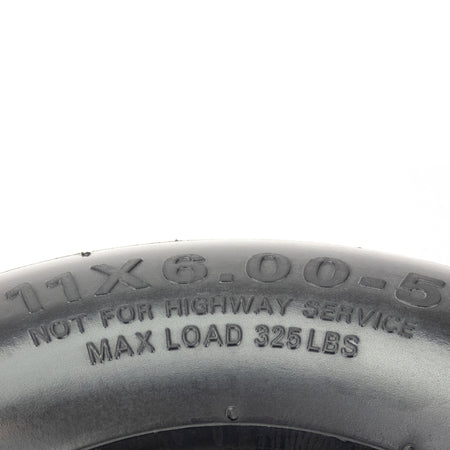 11X6.00-5
NOT FOR HIGHWAY SERVICE
MAX LOAD 325 LBS